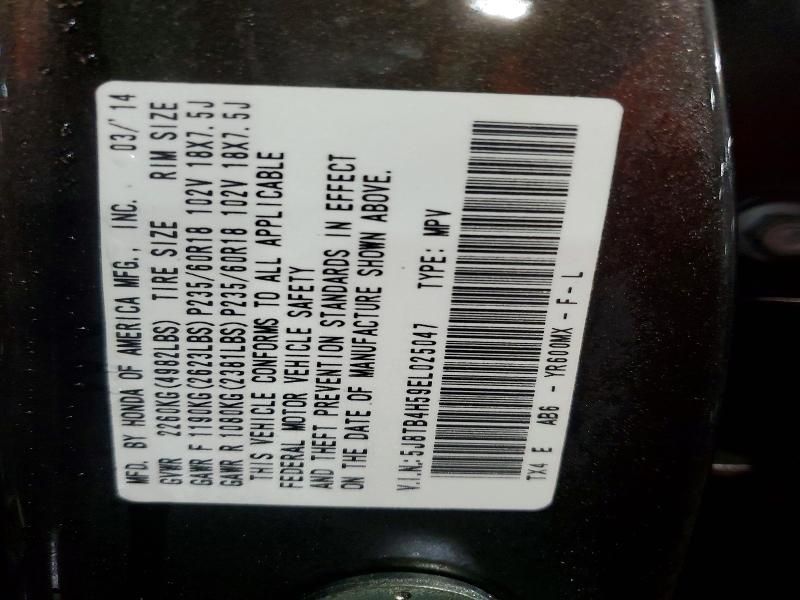 MFD. BY HONDA OF AMERICA MFG., INC. 03/'14
GVWR 2260KG(4982LBS) TIRE SIZE RIM SIZE
GAWR F 1190KG(2623LBS) P235/60R18 102V 18X7.5J
GAWR R 1080KG(2381LBS) P235/60R18 102V 18X7.5J
THIS VEHICLE CONFORMS TO ALL APPLICABLE
FEDERAL MOTOR VEHICLE SAFETY
AND THEFT PREVENTION STANDARDS IN EFFECT
ON THE DATE OF MANUFACTURE SHOWN ABOVE.
V.I.N.:5J8TB4H59EL025047 TYPE: MPV
TX4 E AB6 - YR600MX - F - L